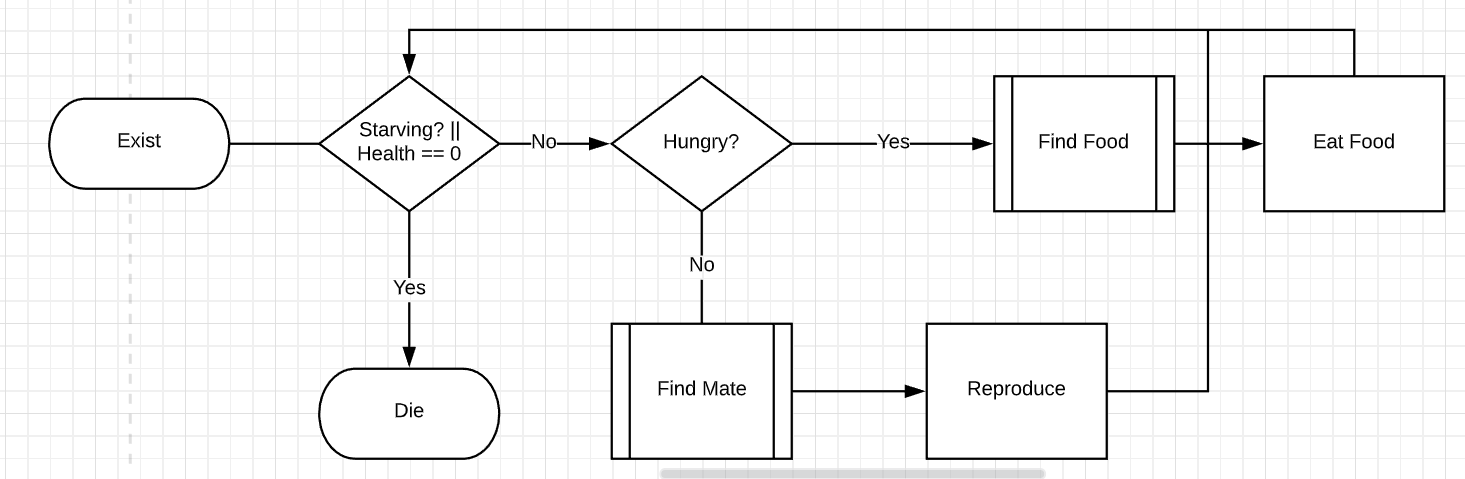 Exist
Starving? ||
Health == 0
No
Hungry?
Yes
Find Food
Eat Food
Yes
No
Die
Find Mate
Reproduce